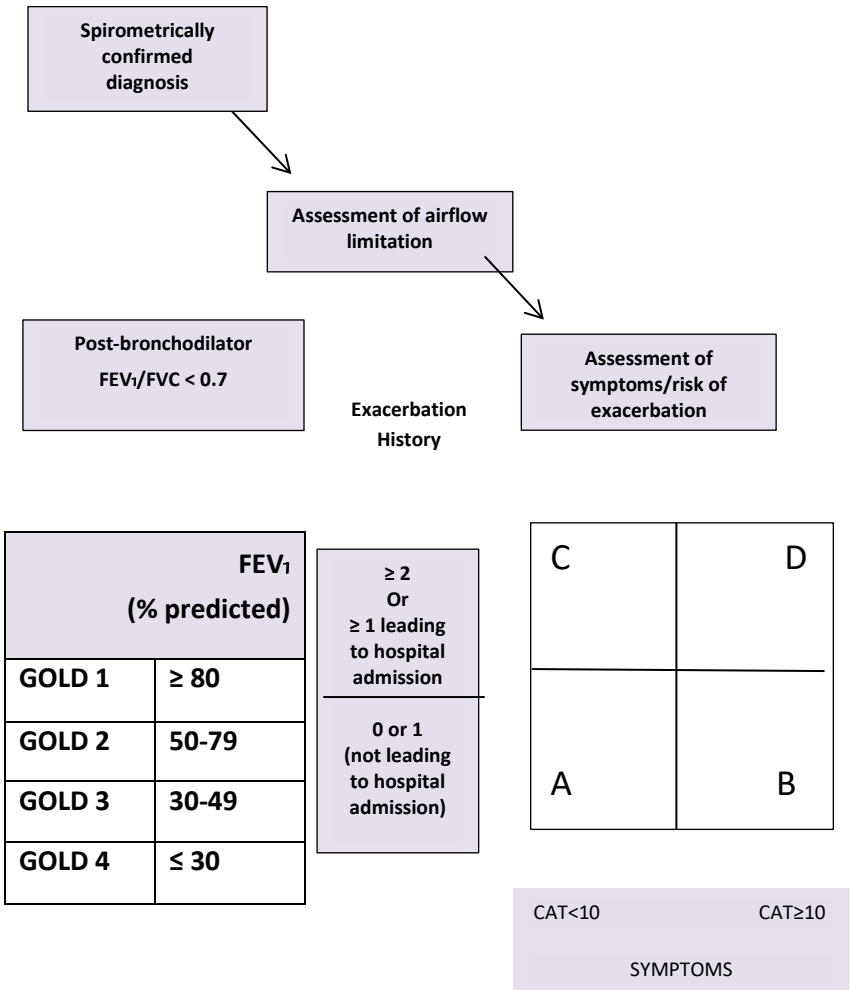 Spirometrically
confirmed
diagnosis
Assessment of airflow
limitation
Post-bronchodilator
FEV₁/FVC < 0.7
Exacerbation
History
Assessment of
symptoms/risk of
exacerbation
FEV₁
(% predicted)
GOLD 1 ≥ 80
GOLD 2 50-79
GOLD 3 30-49
GOLD 4 ≤ 30
≥ 2
Or
≥ 1 leading
to hospital
admission
0 or 1
(not leading
to hospital
admission)
C D
A B
CAT<10 CAT≥10
SYMPTOMS